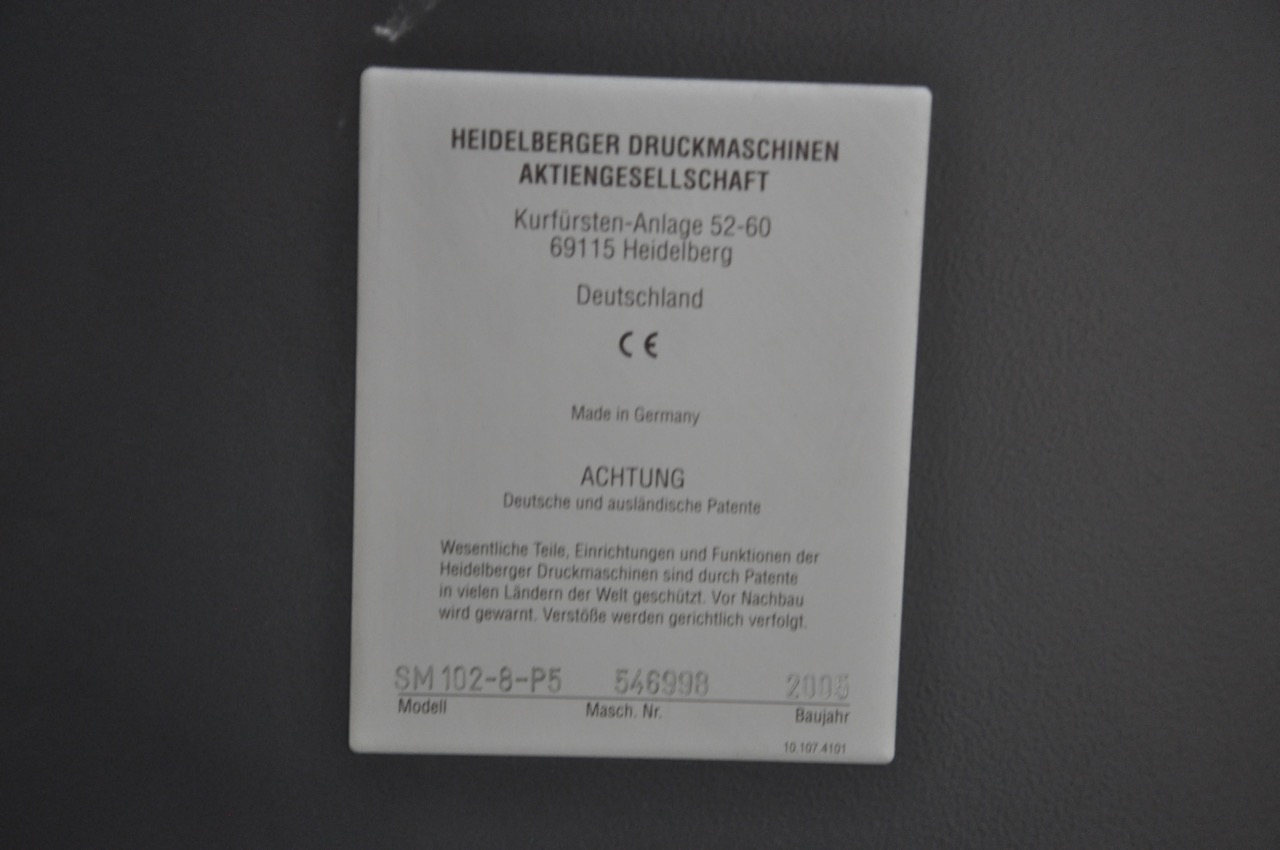 HEIDELBERGER DRUCKMASCHINEN
AKTIENGESELLSCHAFT
Kurfürsten-Anlage 52-60
69115 Heidelberg
Deutschland
CE
Made in Germany
ACHTUNG
Deutsche und ausländische Patente
Wesentliche Teile, Einrichtungen und Funktionen der
Heidelberger Druckmaschinen sind durch Patente
in vielen Ländern der Welt geschützt. Vor Nachbau
wird gewarnt. Verstöße werden gerichtlich verfolgt.
SM102-8-P5 546998 2005
Modell Masch. Nr. Baujahr
10.107.4101